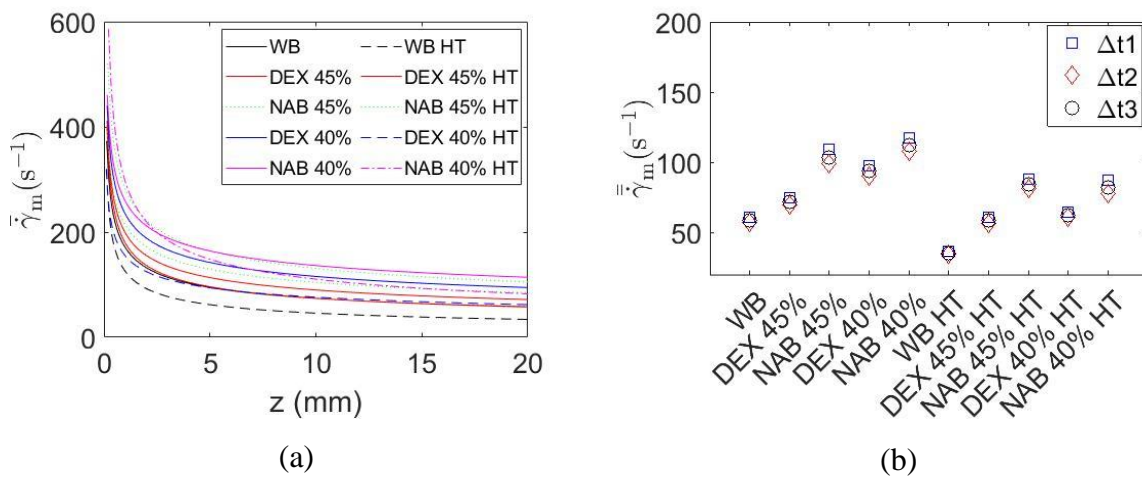 600
400
200
0
γ̇̄m(s⁻¹)
WB
WB HT
DEX 45%
DEX 45% HT
NAB 45%
NAB 45% HT
DEX 40%
DEX 40% HT
NAB 40%
NAB 40% HT
0
5
10
15
20
z (mm)
(a)
200
150
100
50
γ̇̿m(s⁻¹)
Δt1
Δt2
Δt3
WB
DEX 45%
NAB 45%
DEX 40%
NAB 40%
WB HT
DEX 45% HT
NAB 45% HT
DEX 40% HT
NAB 40% HT
(b)